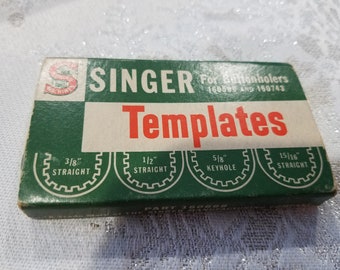 S SINGER For Buttonholers
160506 AND 160743
Templates
3/8" STRAIGHT
1/2" STRAIGHT
5/8" KEYHOLE
15/16" STRAIGHT